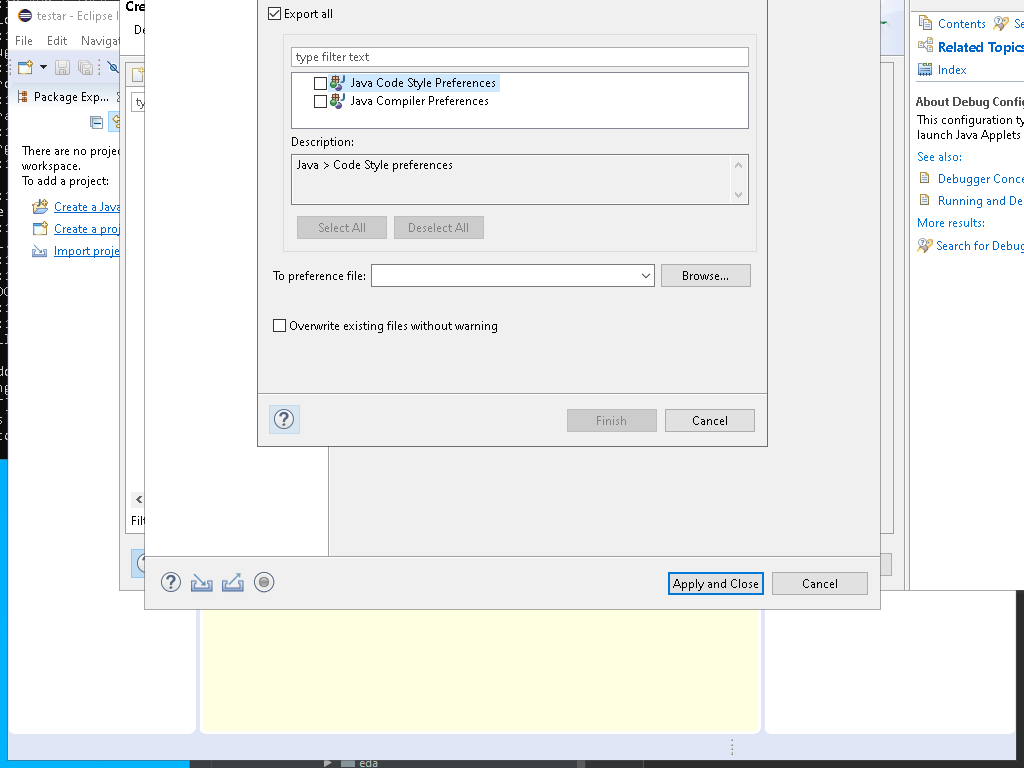 testar - Eclipse
File Edit Navigat
Package Exp...
There are no proje
workspace.
To add a project:
Create a Java
Create a proj
Import proje
Cre
De
ty
Filt
Export all
type filter text
Java Code Style Preferences
Java Compiler Preferences
Description:
Java > Code Style preferences
Select All
Deselect All
To preference file:
Browse...
Overwrite existing files without warning
Finish
Cancel
Apply and Close
Cancel
Contents
Se
Related Topics
Index
About Debug Config
This configuration ty
launch Java Applets
See also:
Debugger Conce
Running and De
More results:
Search for Debug
eda